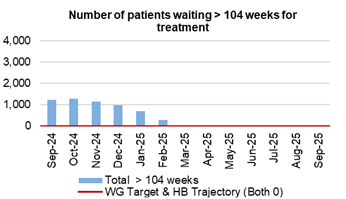 Number of patients waiting > 104 weeks for
treatment
4,000
3,000
2,000
1,000
0
Sep-24
Oct-24
Nov-24
Dec-24
Jan-25
Feb-25
Mar-25
Apr-25
May-25
Jun-25
Jul-25
Aug-25
Sep-25
Total > 104 weeks
WG Target & HB Trajectory (Both 0)